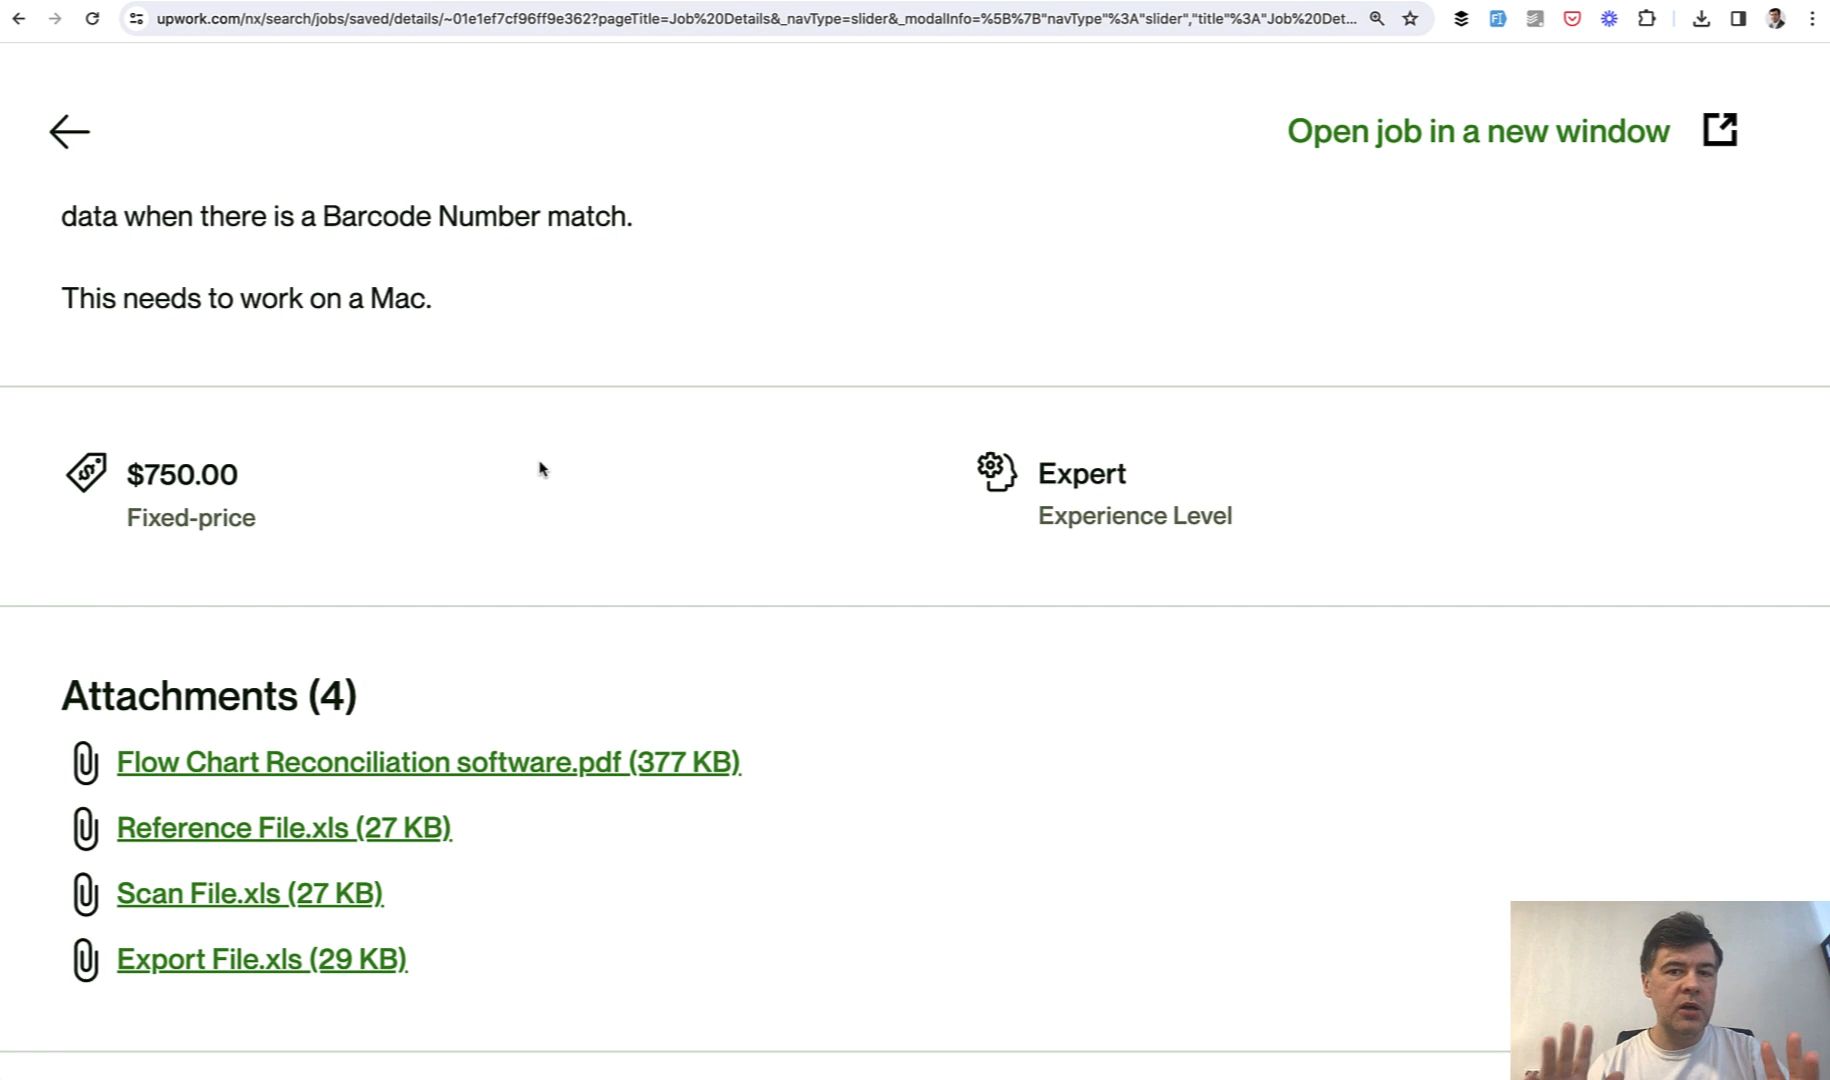 upwork.com/nx/search/jobs/saved/details/~01e1ef7cf96ff9e362?pageTitle=Job%20Details&_navType=slider&_modalInfo=%5B%7B"navType"%3A"slider","title"%3A"Job%20Det...
Open job in a new window
data when there is a Barcode Number match.
This needs to work on a Mac.
$750.00
Fixed-price
Expert
Experience Level
Attachments (4)
Flow Chart Reconciliation software.pdf (377 KB)
Reference File.xls (27 KB)
Scan File.xls (27 KB)
Export File.xls (29 KB)